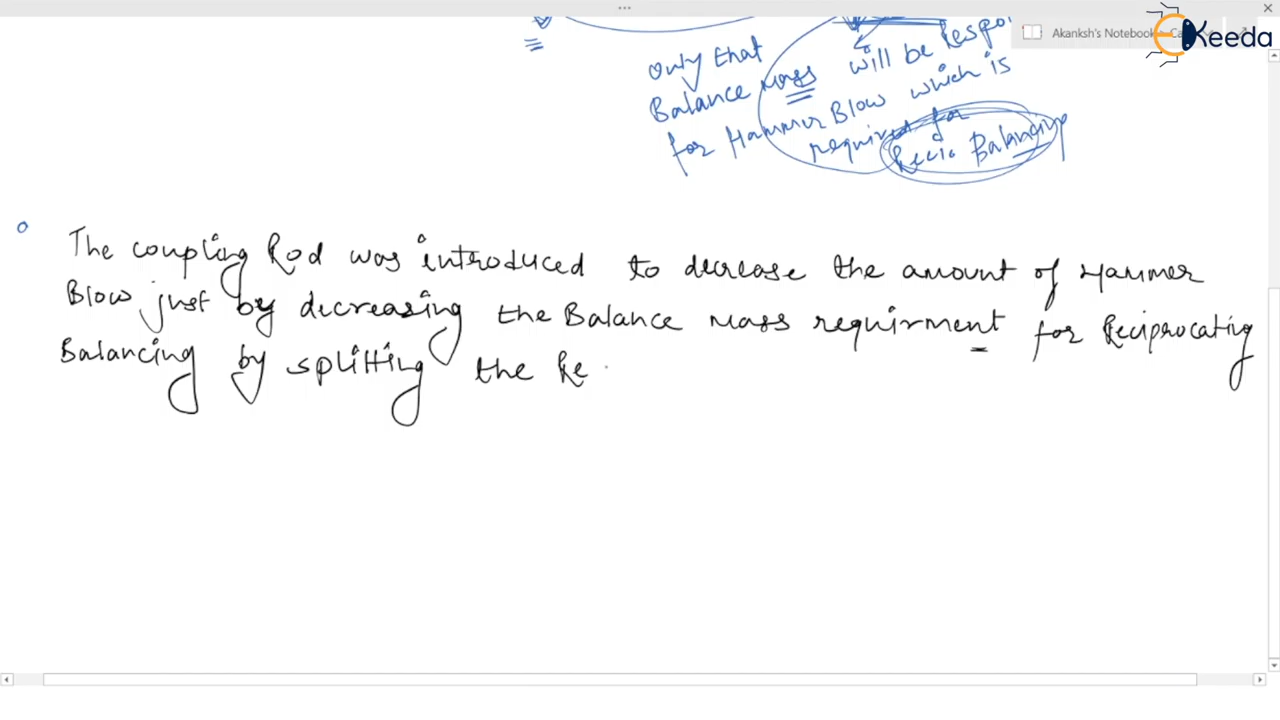 Akanksh's Notebook
Keeda
only that
Balance Mass will be Respo
for Hammer Blow which is
required for
Recip Balancing
The coupling Rod was introduced to decrease the amount of Hammer
Blow just by decreasing the Balance Mass requirment for Reciprocating
Balancing by splitting the Re